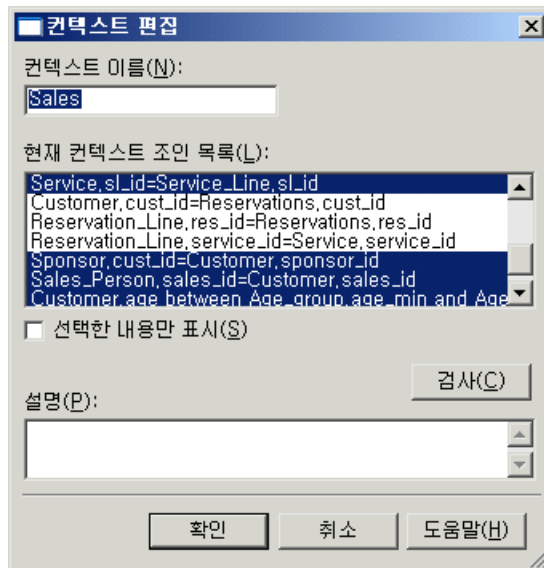 컨텍스트 편집
컨텍스트 이름(N):
Sales
현재 컨텍스트 조인 목록(L):
Service,sl_id=Service_Line,sl_id
Customer,cust_id=Reservations,cust_id
Reservation_Line,res_id=Reservations,res_id
Reservation_Line,service_id=Service,service_id
Sponsor,cust_id=Customer,sponsor_id
Sales_Person,sales_id=Customer,sales_id
Customer,age between Age_group,age_min and Age
선택한 내용만 표시(S)
검사(C)
설명(P):
확인
취소
도움말(H)